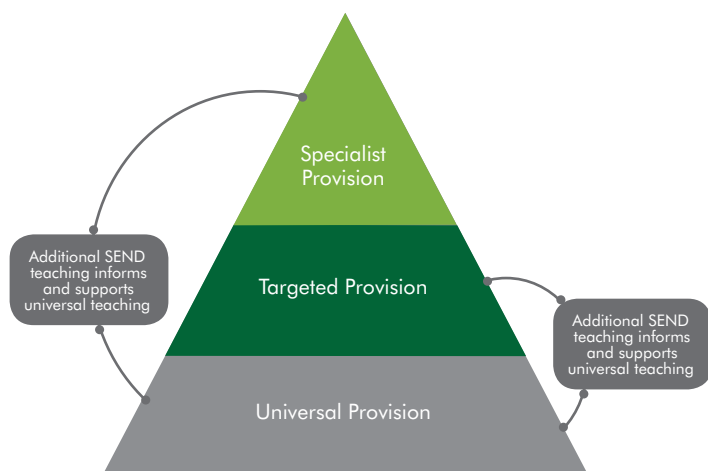 Specialist
Provision
Additional SEND
teaching informs
and supports
universal teaching
Targeted Provision
Additional SEND
teaching informs
and supports
universal teaching
Universal Provision